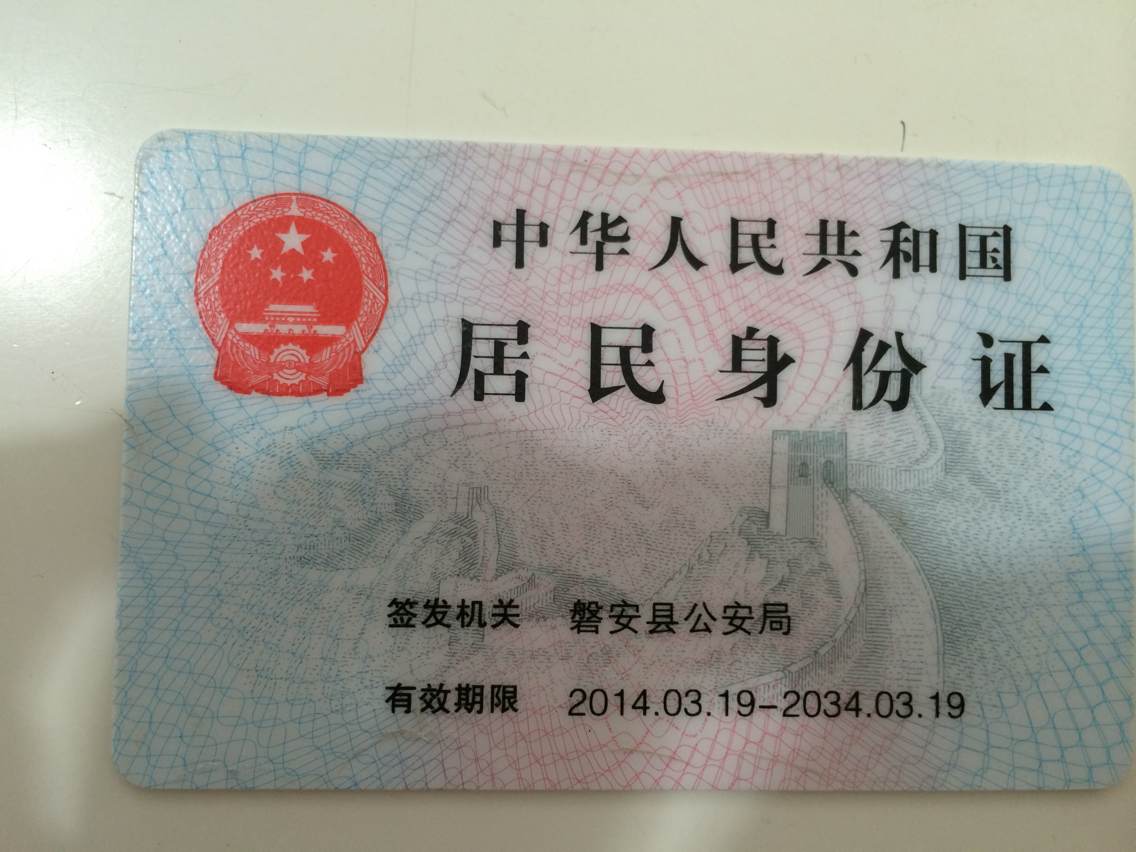 中华人民共和国
居民身份证
签发机关 磐安县公安局
有效期限 2014.03.19-2034.03.19